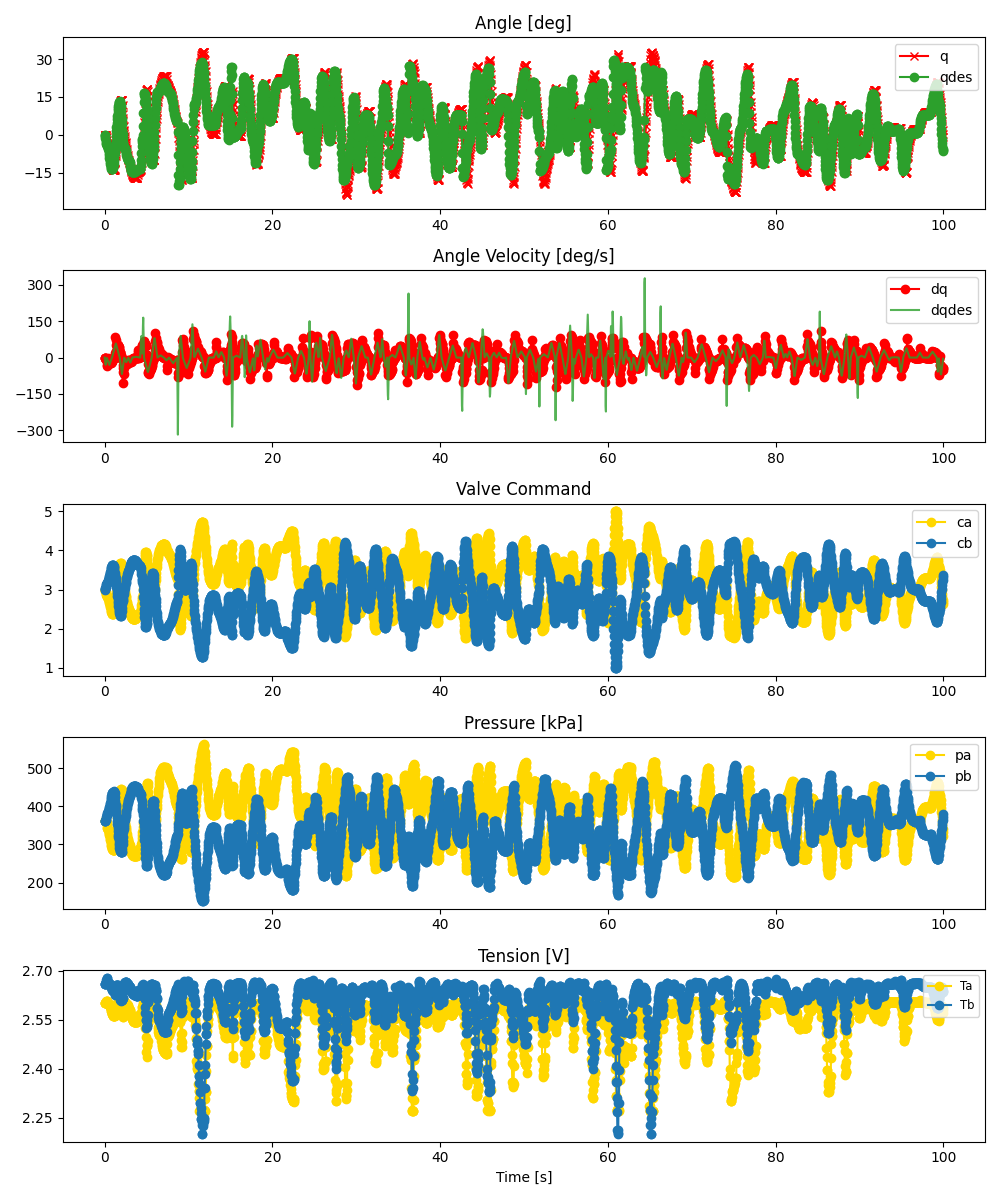 Angle [deg]
30
15
0
−15
q
qdes
0 20 40 60 80 100
Angle Velocity [deg/s]
300
150
0
−150
−300
dq
dqdes
0 20 40 60 80 100
Valve Command
5
4
3
2
1
ca
cb
0 20 40 60 80 100
Pressure [kPa]
500
400
300
200
pa
pb
0 20 40 60 80 100
Tension [V]
2.70
2.55
2.40
2.25
Ta
Tb
0 20 40 60 80 100
Time [s]